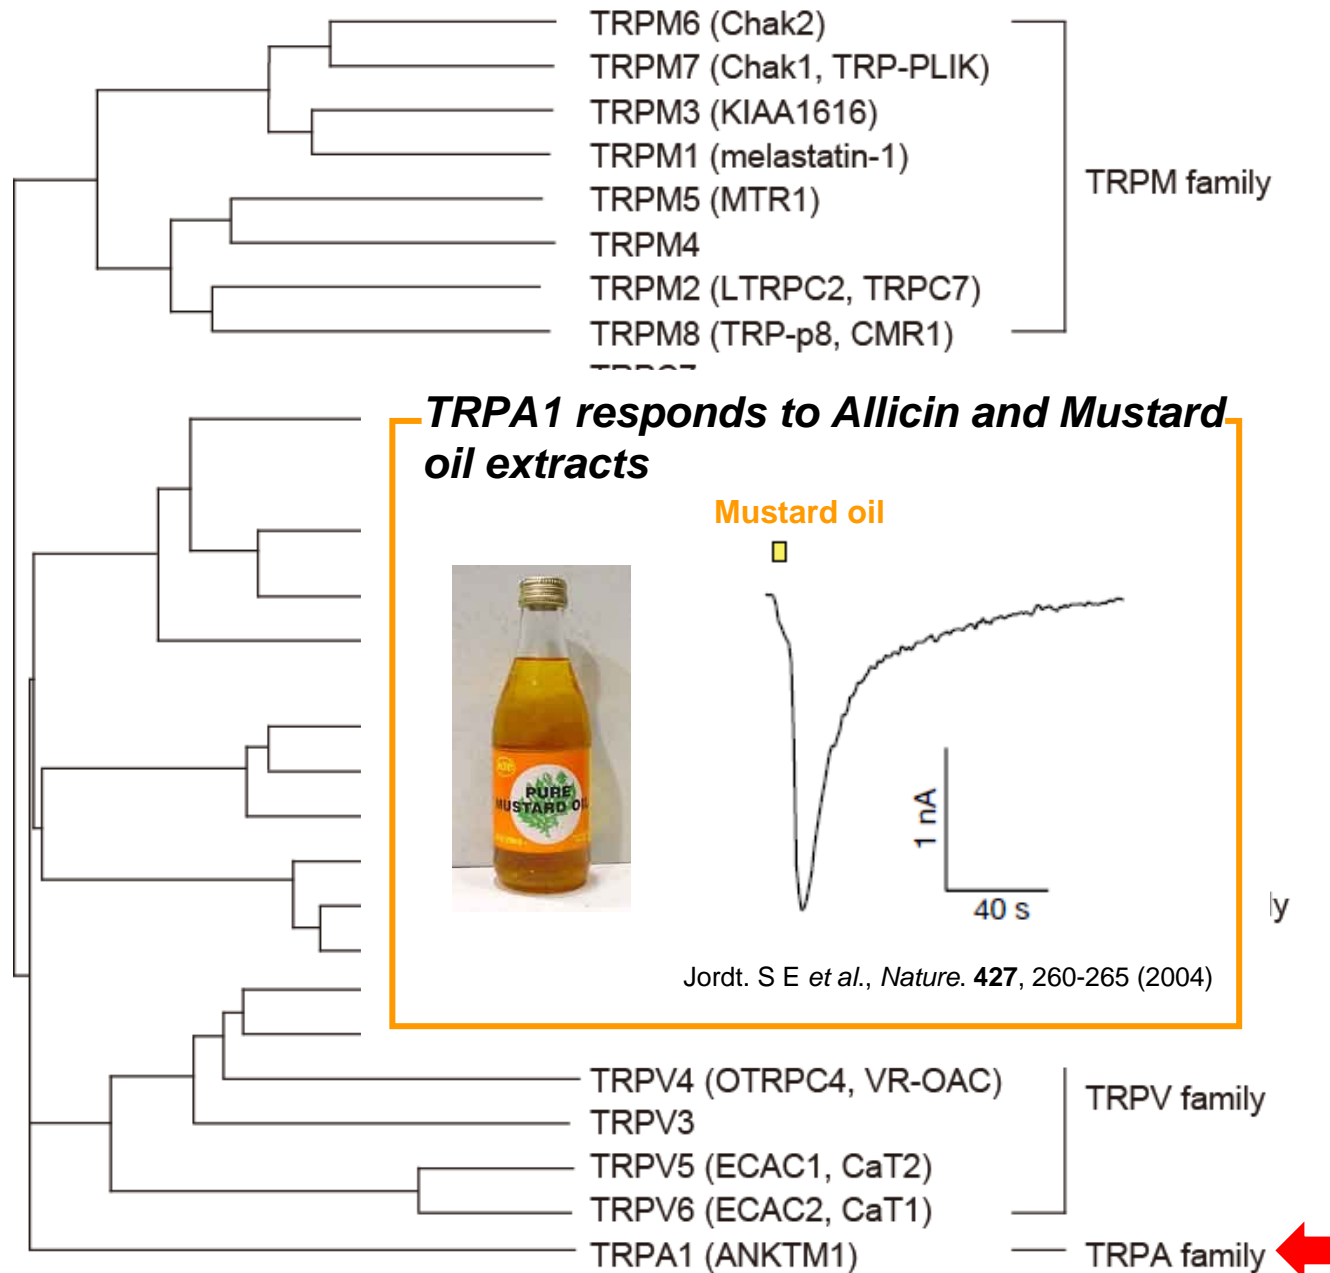 TRPM6 (Chak2)
TRPM7 (Chak1, TRP-PLIK)
TRPM3 (KIAA1616)
TRPM1 (melastatin-1)
TRPM family
TRPM5 (MTR1)
TRPM4
TRPM2 (LTRPC2, TRPC7)
TRPM8 (TRP-p8, CMR1)
TRPA1 responds to Allicin and Mustard
oil extracts
Mustard oil
PURE
MUSTARD OIL
1 nA
40 s
ly
Jordt. S E et al., Nature. 427, 260-265 (2004)
TRPV4 (OTRPC4, VR-OAC)
TRPV family
TRPV3
TRPV5 (ECAC1, CaT2)
TRPV6 (ECAC2, CaT1)
TRPA1 (ANKTM1)
TRPA family